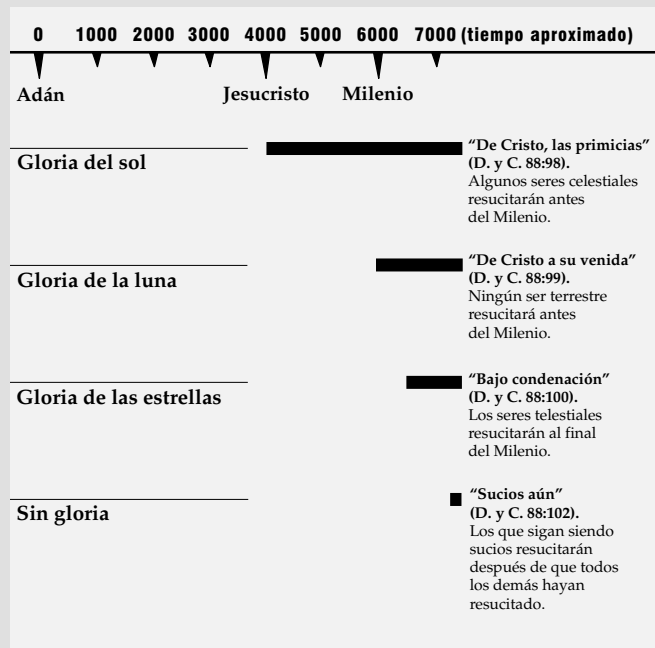 0 1000 2000 3000 4000 5000 6000 7000 (tiempo aproximado)
Adán Jesucristo Milenio
Gloria del sol
“De Cristo, las primicias”
(D. y C. 88:98).
Algunos seres celestiales
resucitarán antes
del Milenio.
Gloria de la luna
“De Cristo a su venida”
(D. y C. 88:99).
Ningún ser terrestre
resucitará antes
del Milenio.
Gloria de las estrellas
“Bajo condenación”
(D. y C. 88:100).
Los seres telestiales
resucitarán al final
del Milenio.
Sin gloria
“Sucios aún”
(D. y C. 88:102).
Los que sigan siendo
sucios resucitarán
después de que todos
los demás hayan
resucitado.